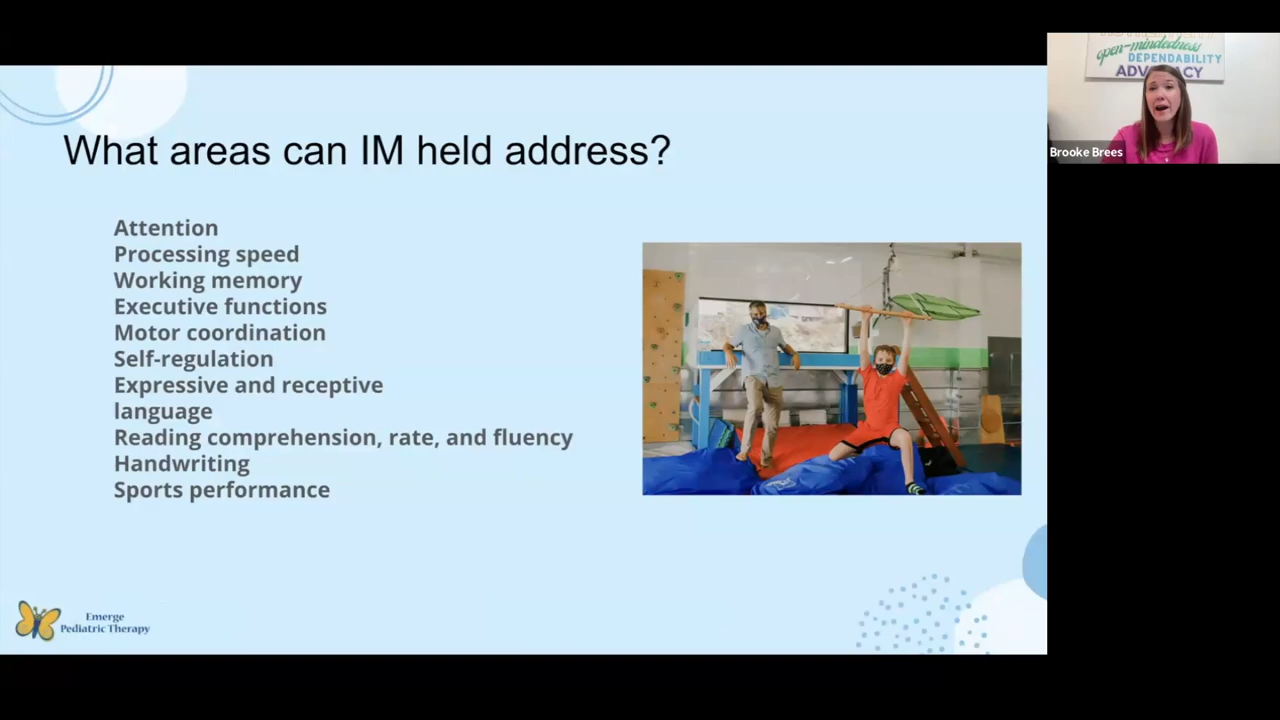 What areas can IM held address?
Attention
Processing speed
Working memory
Executive functions
Motor coordination
Self-regulation
Expressive and receptive
language
Reading comprehension, rate, and fluency
Handwriting
Sports performance
Emerge
Pediatric Therapy
open-mindedness
DEPENDABILITY
ADVOCACY
Brooke Brees